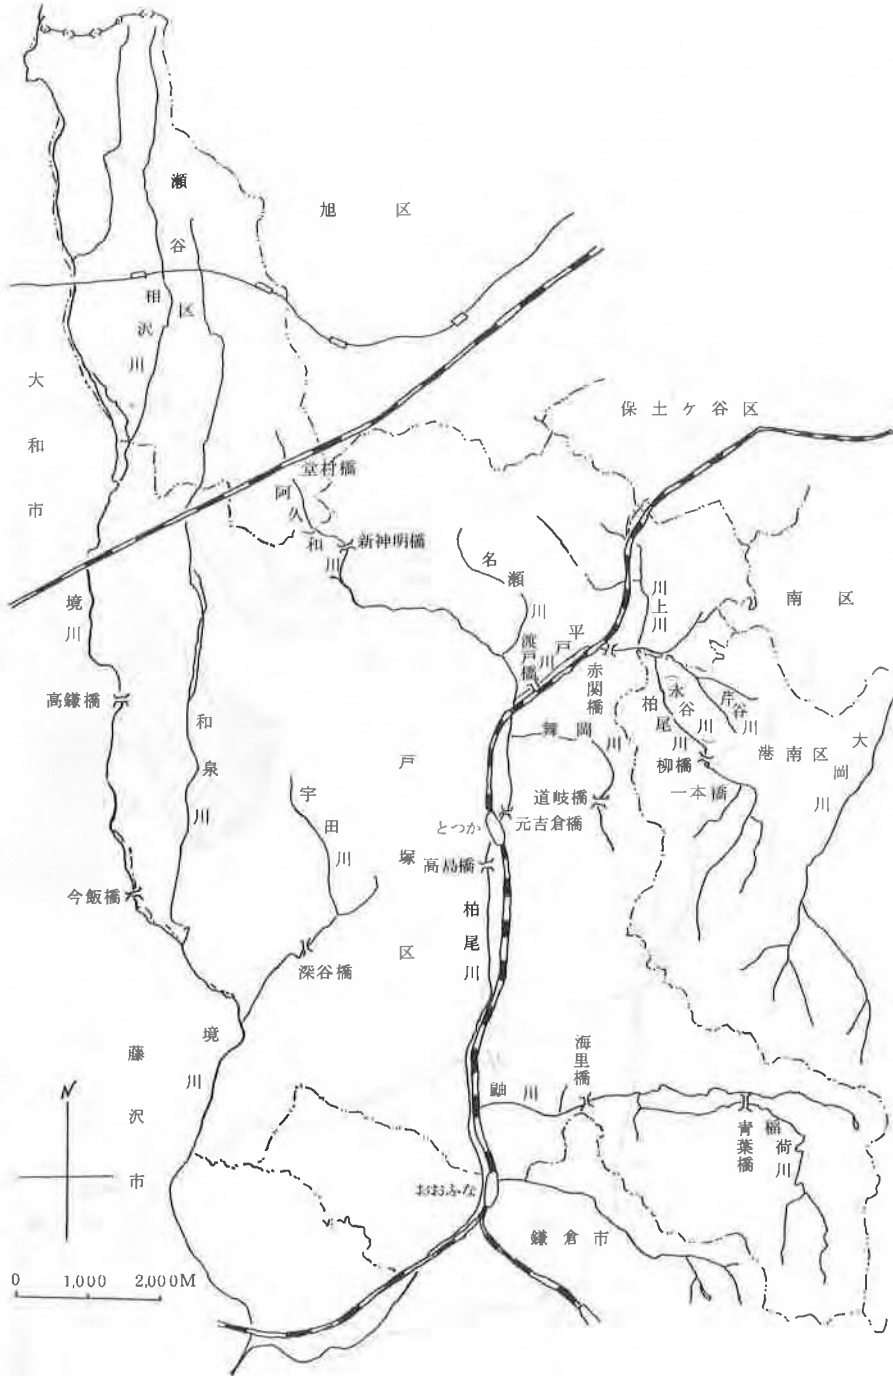 瀬谷区
旭区
相沢川
大和市
保土ケ谷区
堂村橋
阿久和川
新神明橋
名瀬川
川上川
南区
境川
平戸川
渡戸橋
赤関橋
高鎌橋
和泉川
舞岡川
柏尾川
(永谷川)
芹谷川
港南区
大岡川
柳橋
一本橋
宇田川
戸塚区
道岐橋
とつか
元吉倉橋
高島橋
今飯橋
柏尾川
深谷橋
藤沢市
境川
海里橋
鼬川
N
青葉橋
稲荷川
おおふな
鎌倉市
0 1,000 2,000M